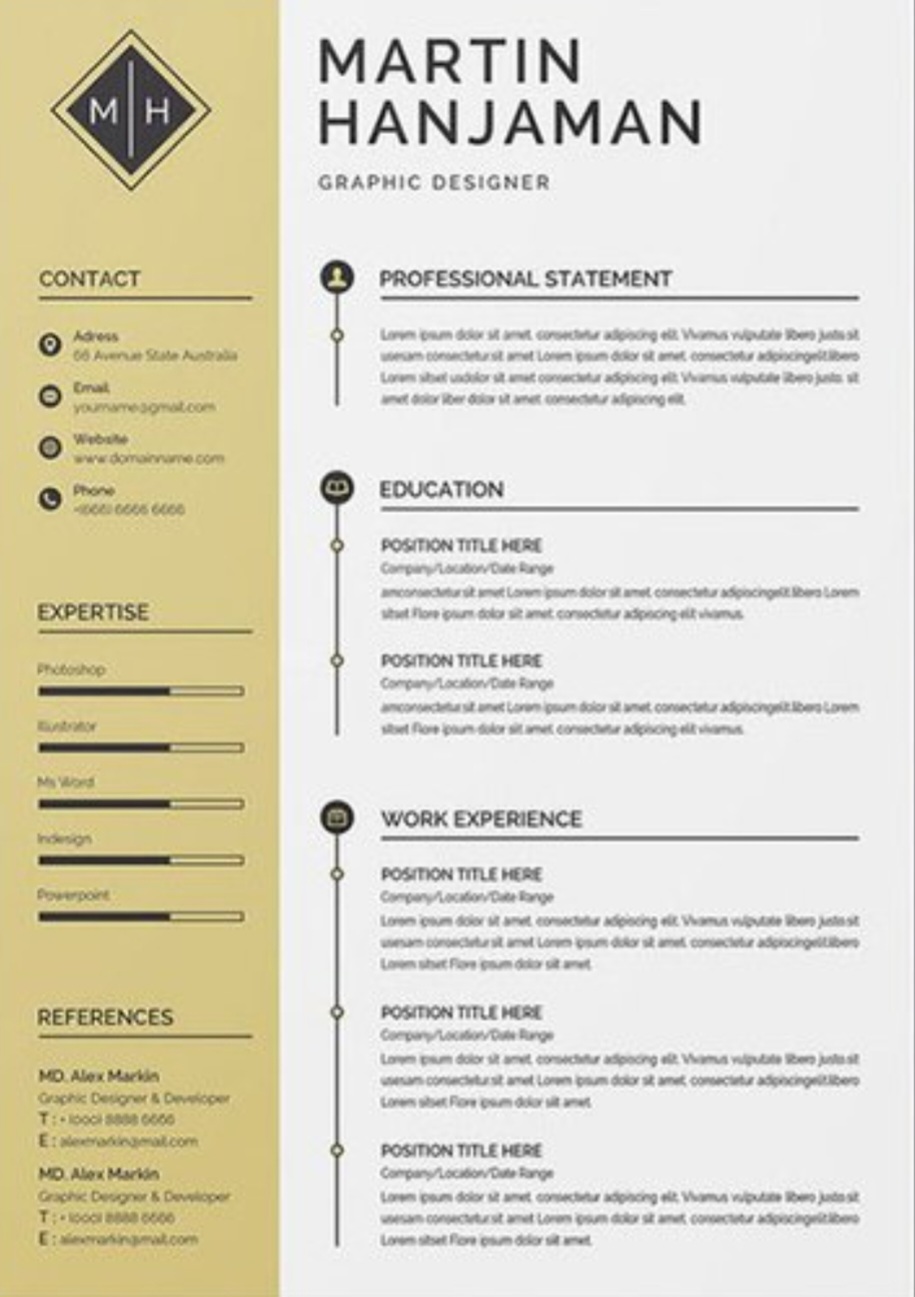 M H
MARTIN
HANJAMAN
GRAPHIC DESIGNER
CONTACT
Adress
66 Avenue State Australia
Email
yourname@gmail.com
Website
www.domainname.com
Phone
+(666) 6666 6666
EXPERTISE
Photoshop
Illustrator
Ms Word
Indesign
Powerpoint
REFERENCES
MD. Alex Markin
Graphic Designer & Developer
T : + (000) 8888 6666
E : alexmarkin@mail.com
MD. Alex Markin
Graphic Designer & Developer
T : + (000) 8888 6666
E : alexmarkin@mail.com
PROFESSIONAL STATEMENT
Lorem ipsum dolor sit amet, consectetur adipiscing elit. Vivamus vulputate libero justo.sit
usesam consectetur.sit amet Lorem ipsum dolor sit amet, consectetur adipiscingelit.libero
Lorem sitset usdolor sit amet, consectetur adipiscing elit. Vivamus vulputate libero justo. sit
amet dolor liber dolor sit amet, consectetur adipiscing elit.
EDUCATION
POSITION TITLE HERE
Company/Location/Date Range
amconsectetur.sit amet Lorem ipsum dolor sit amet, consectetur adipiscingelit.libero Lorem
sitset Flore ipsum dolor sit amet, consectetur adipiscing elit vivamus.
POSITION TITLE HERE
Company/Location/Date Range
amconsectetur.sit amet Lorem ipsum dolor sit amet, consectetur adipiscingelit.libero Lorem
sitset Flore ipsum dolor sit amet, consectetur adipiscing elit vivamus.
WORK EXPERIENCE
POSITION TITLE HERE
Company/Location/Date Range
Lorem ipsum dolor sit amet, consectetur adipiscing elit. Vivamus vulputate libero justo.sit
usesam consectetur.sit amet Lorem ipsum dolor sit amet, consectetur adipiscingelit.libero
Lorem sitset Flore ipsum dolor sit amet.
POSITION TITLE HERE
Company/Location/Date Range
Lorem ipsum dolor sit amet, consectetur adipiscing elit. Vivamus vulputate libero justo.sit
usesam consectetur.sit amet Lorem ipsum dolor sit amet, consectetur adipiscingelit.libero
Lorem sitset Flore ipsum dolor sit amet.
POSITION TITLE HERE
Company/Location/Date Range
Lorem ipsum dolor sit amet, consectetur adipiscing elit. Vivamus vulputate libero justo.sit
usesam consectetur.sit amet Lorem ipsum dolor sit amet, consectetur adipiscingelit.libero
Lorem sitset Flore ipsum dolor sit amet.